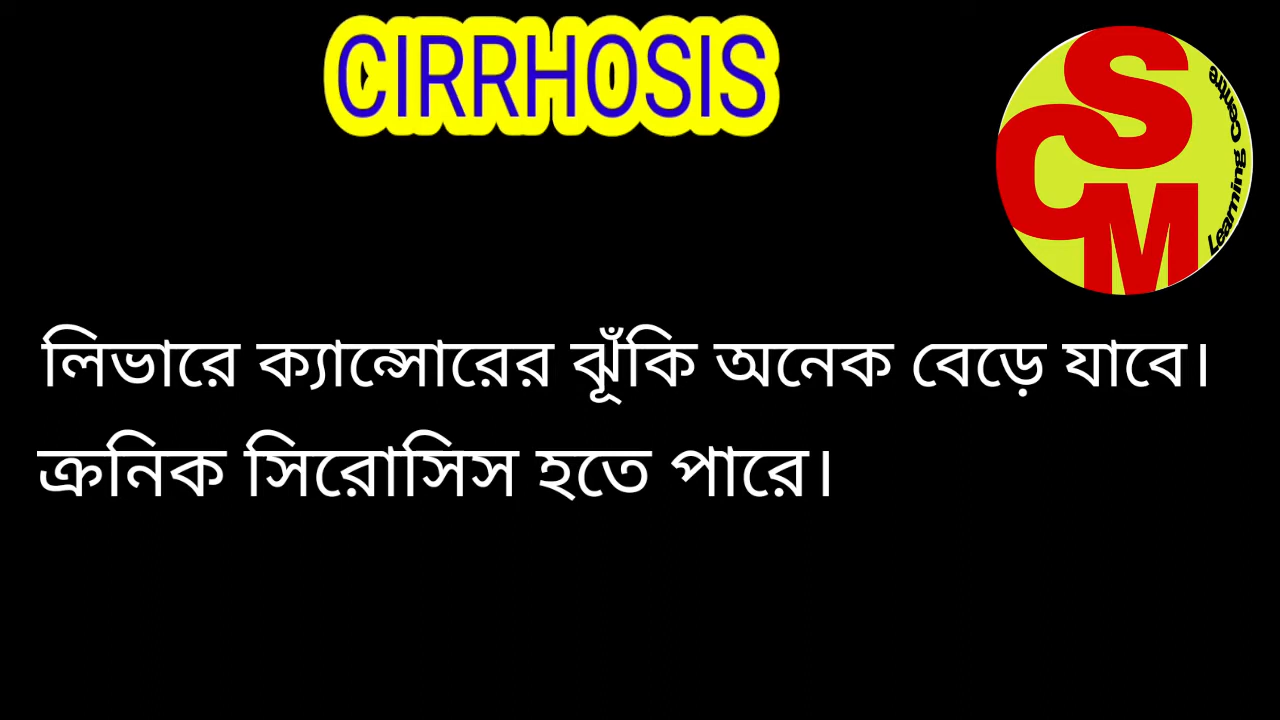 CIRRHOSIS
SCM
Learning Centre
লিভারে ক্যান্সোরের ঝূঁকি অনেক বেড়ে যাবে।
ক্রনিক সিরোসিস হতে পারে।